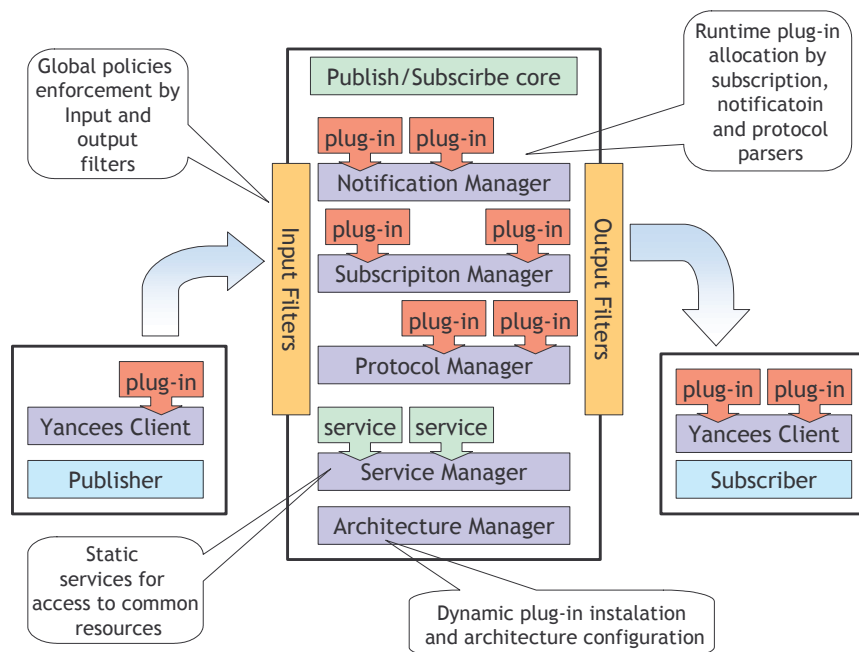 Global policies
enforcement by
Input and
output
filters
Publish/Subscirbe core
Runtime plug-in
allocation by
subscription,
notificatoin
and protocol
parsers
plug-in
plug-in
Notification Manager
Input Filters
Output Filters
plug-in
plug-in
Subscripiton Manager
plug-in
plug-in
Protocol Manager
plug-in
Yancees Client
Publisher
plug-in
plug-in
Yancees Client
Subscriber
service
service
Service Manager
Architecture Manager
Static
services for
access to common
resources
Dynamic plug-in instalation
and architecture configuration